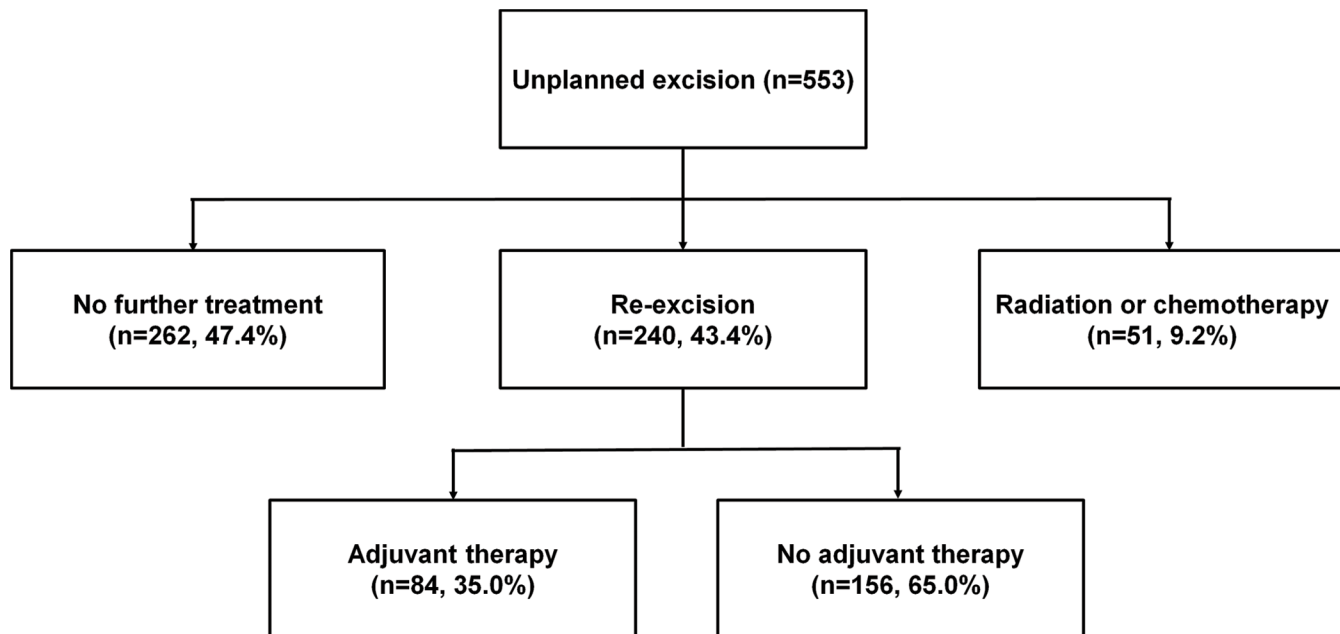 Unplanned excision (n=553)
No further treatment
(n=262, 47.4%)
Re-excision
(n=240, 43.4%)
Radiation or chemotherapy
(n=51, 9.2%)
Adjuvant therapy
(n=84, 35.0%)
No adjuvant therapy
(n=156, 65.0%)